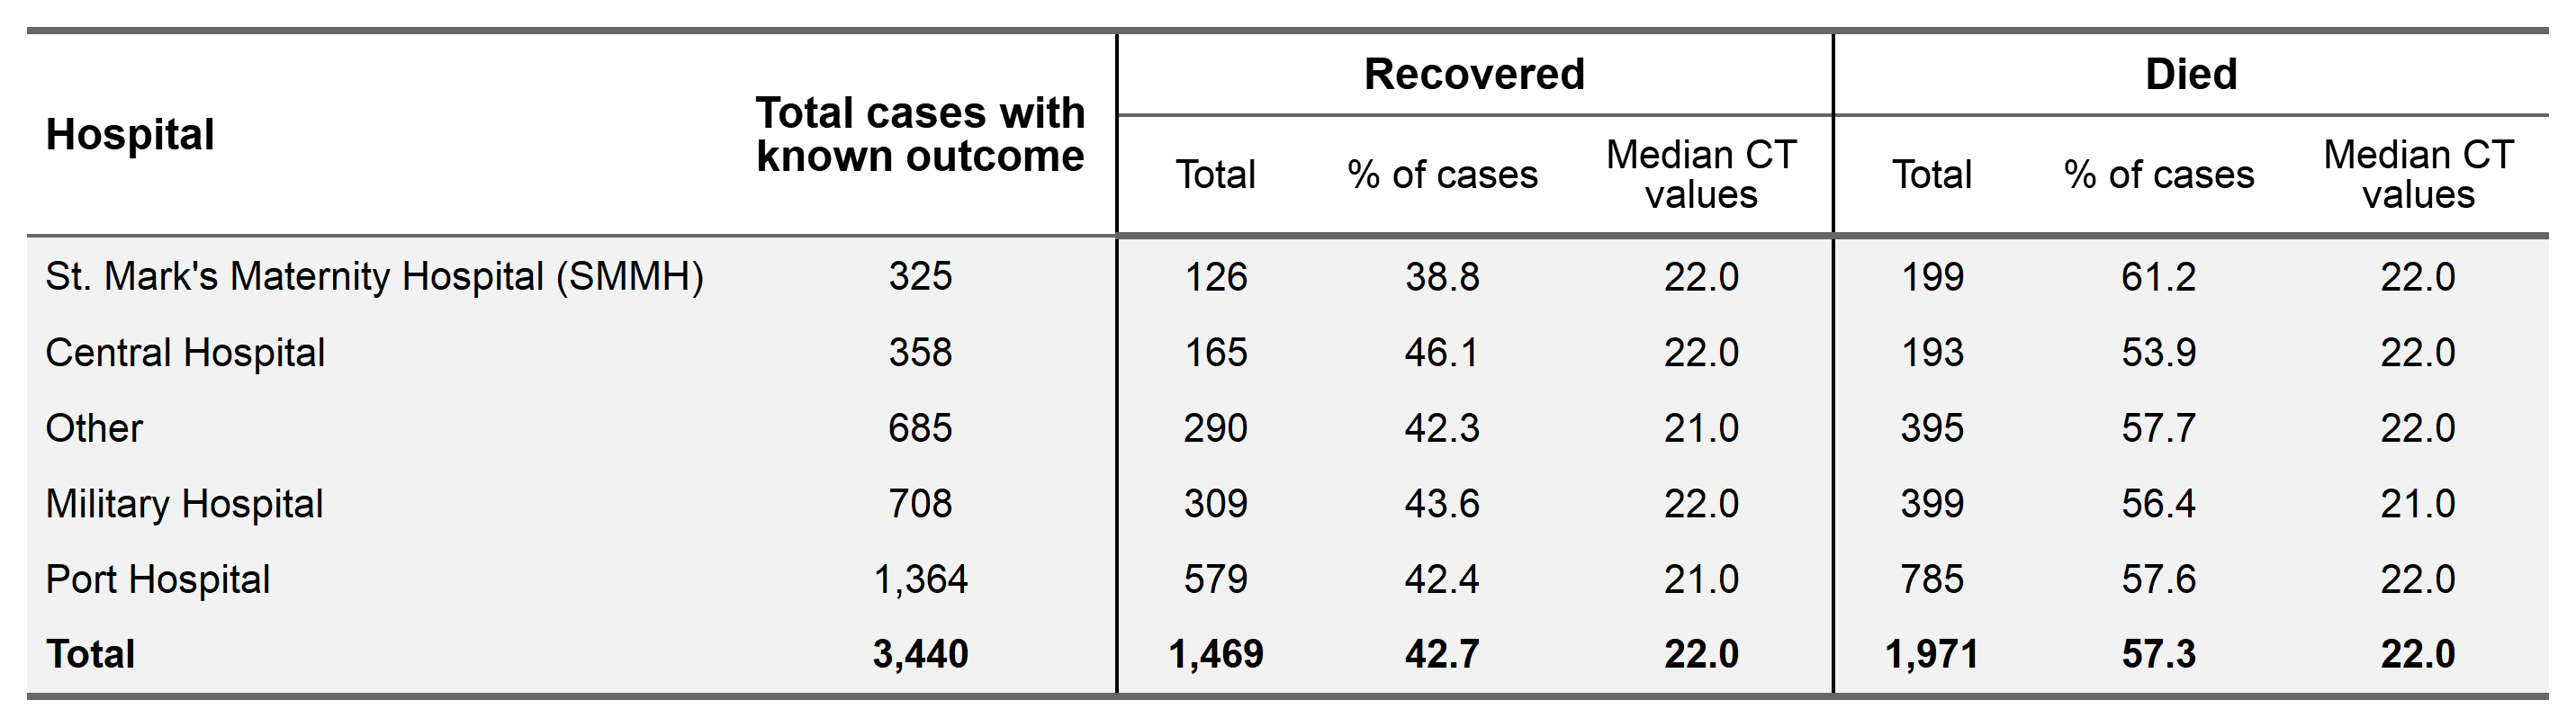 Hospital Total cases with known outcome Recovered Died
Total % of cases Median CT values Total % of cases Median CT values
St. Mark's Maternity Hospital (SMMH) 325 126 38.8 22.0 199 61.2 22.0
Central Hospital 358 165 46.1 22.0 193 53.9 22.0
Other 685 290 42.3 21.0 395 57.7 22.0
Military Hospital 708 309 43.6 22.0 399 56.4 21.0
Port Hospital 1,364 579 42.4 21.0 785 57.6 22.0
Total 3,440 1,469 42.7 22.0 1,971 57.3 22.0